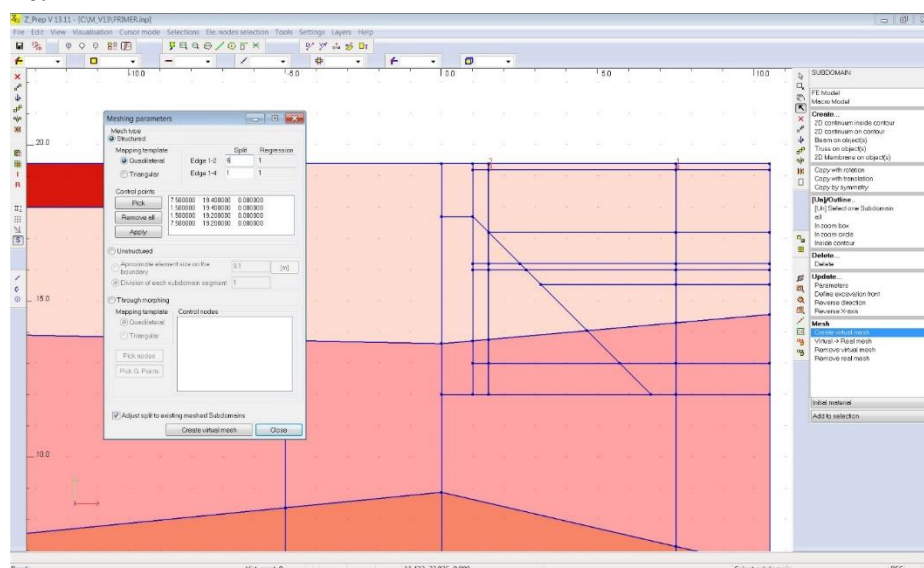 Z_Prep V 13.11 - [C:\M_V13\PRIMER.inp]
File Edit View Visualisation Cursor mode Selections Ele. nodes selection Tools Settings Layers Help
-10.0
-5.0
0.0
5.0
10.0
20.0
15.0
10.0
Meshing parameters
Mesh type
Structured
Mapping template
Split Regression
Quadrilateral Edge 1-2 6 1
Triangular Edge 1-4 1 1
Control points
Pick
Remove all
Apply
7.500000 19.400000 0.000000
1.500000 19.400000 0.000000
1.500000 19.200000 0.000000
7.500000 19.200000 0.000000
Unstructured
Aproximate element size on the boundary 0.1 [m]
Division of each subdomain segment 1
Through morphing
Mapping template Control nodes
Quadrilateral
Triangular
Pick nodes
Pick G. Points
Adjust split to existing meshed Subdomains
Create virtual mesh Close
SUBDOMAIN
FE Model
Macro Model
Create...
2D continuum inside contour
2D continuum on contour
Beam on object(s)
Truss on object(s)
2D Membrane on object(s)
Copy with rotation
Copy with translation
Copy by symmetry
[Un]/Outline...
[Un] Select one Subdomain
all
In zoom box
In zoom circle
Inside contour
Delete...
Delete
Update...
Parameters
Define excavation front
Reverse direction
Reverse X-axis
Mesh
Create virtual mesh
Virtual -> Real mesh
Remove virtual mesh
Remove real mesh
Initial material
Add to selection